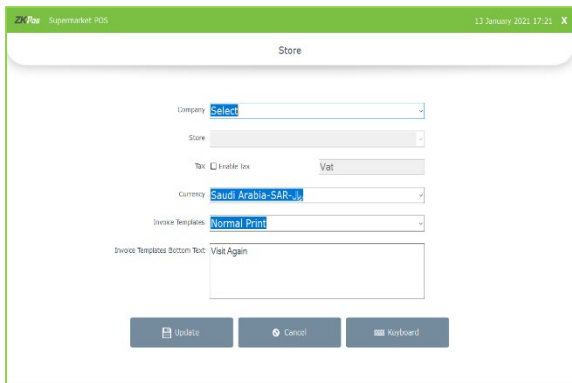 ZKPos Supermarket POS 13 January 2021 17:21 X
Store
Company Select
Store
Tax Enable Tax Vat
Currency Saudi Arabia-SAR-ریال
Invoice Templates Normal Print
Invoice Templates Bottom Text Visit Again
Update Cancel Keyboard